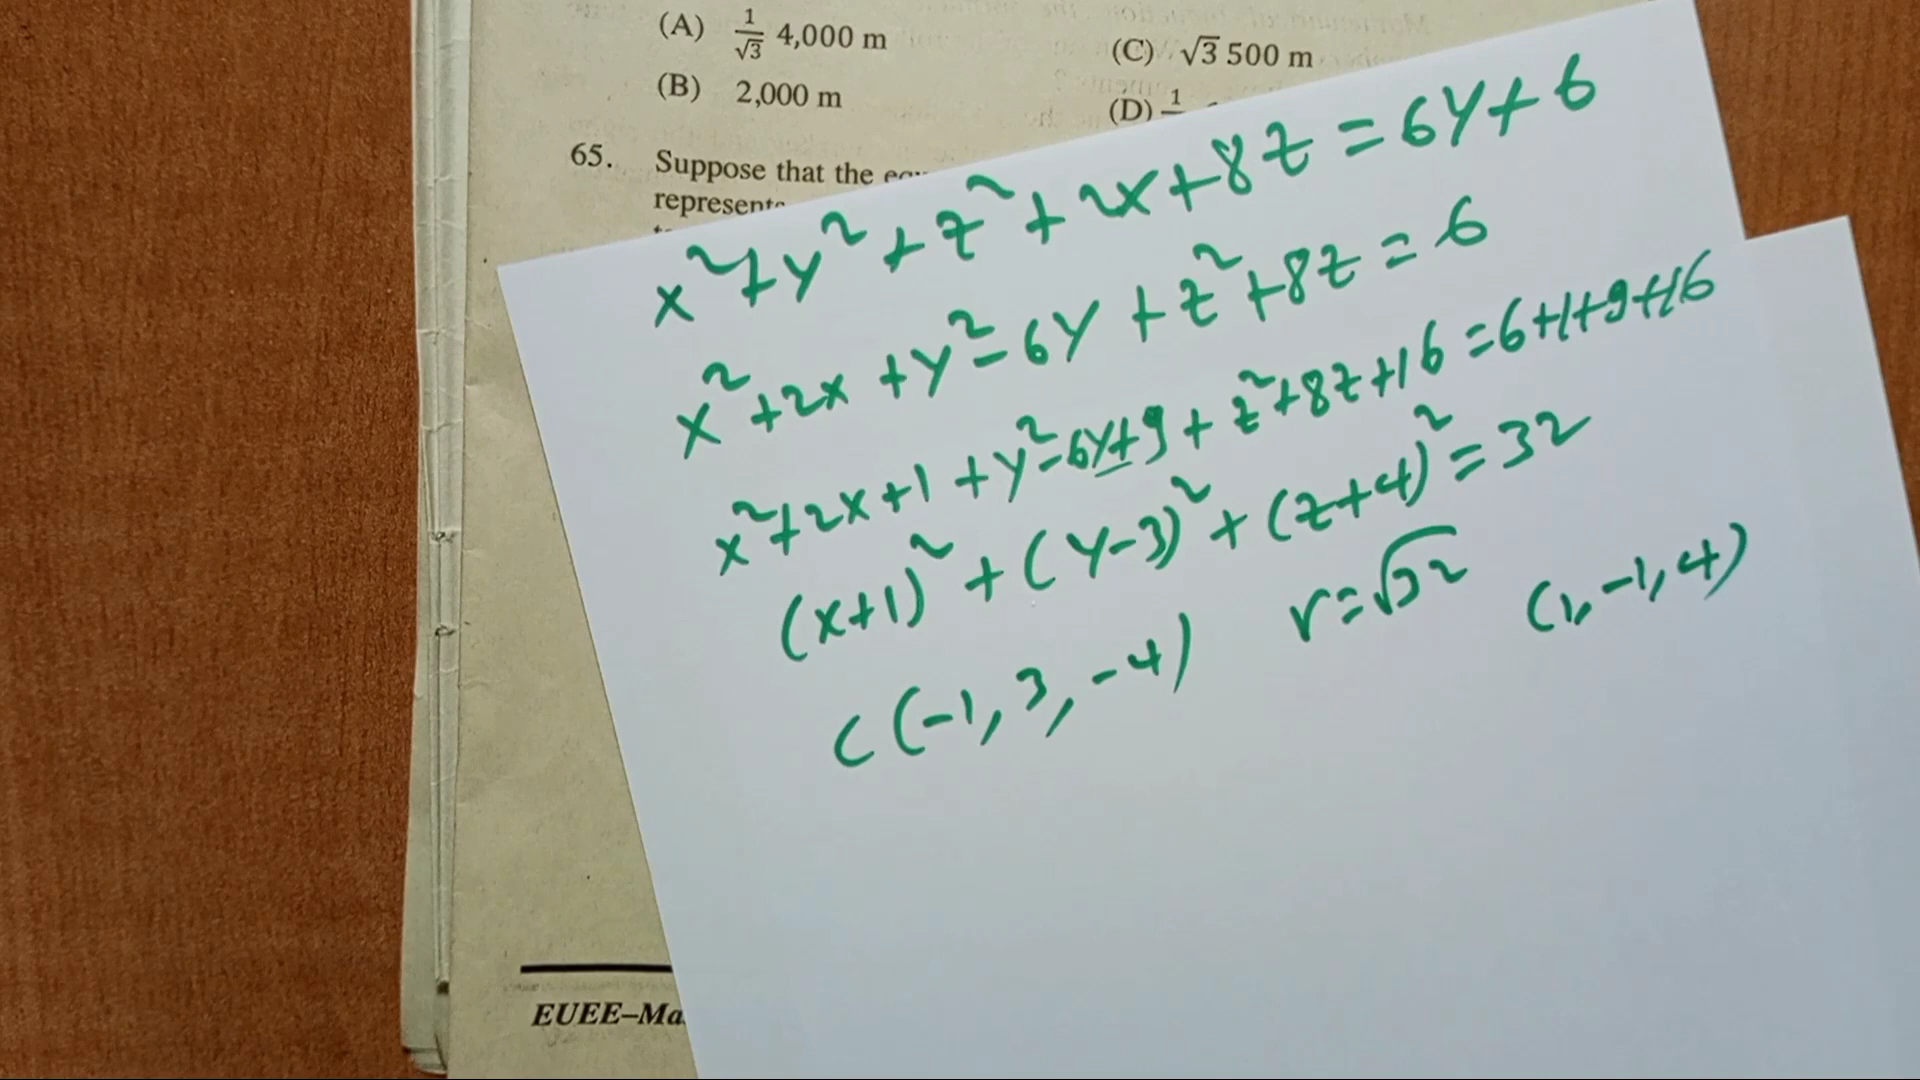 (A) 1/√3 4,000 m
(C) √3 500 m
(B) 2,000 m
(D) 1
65. Suppose that the
represents
x²+y²+z²+2x+8z=6y+6
x²+2x+y²-6y+z²+8z=6
x²+2x+1+y²-6y+9+z²+8z+16=6+1+9+16
(x+1)²+(y-3)²+(z+4)²=32
C(-1,3,-4) r=√32 (1,-1,4)
EUEE–Ma